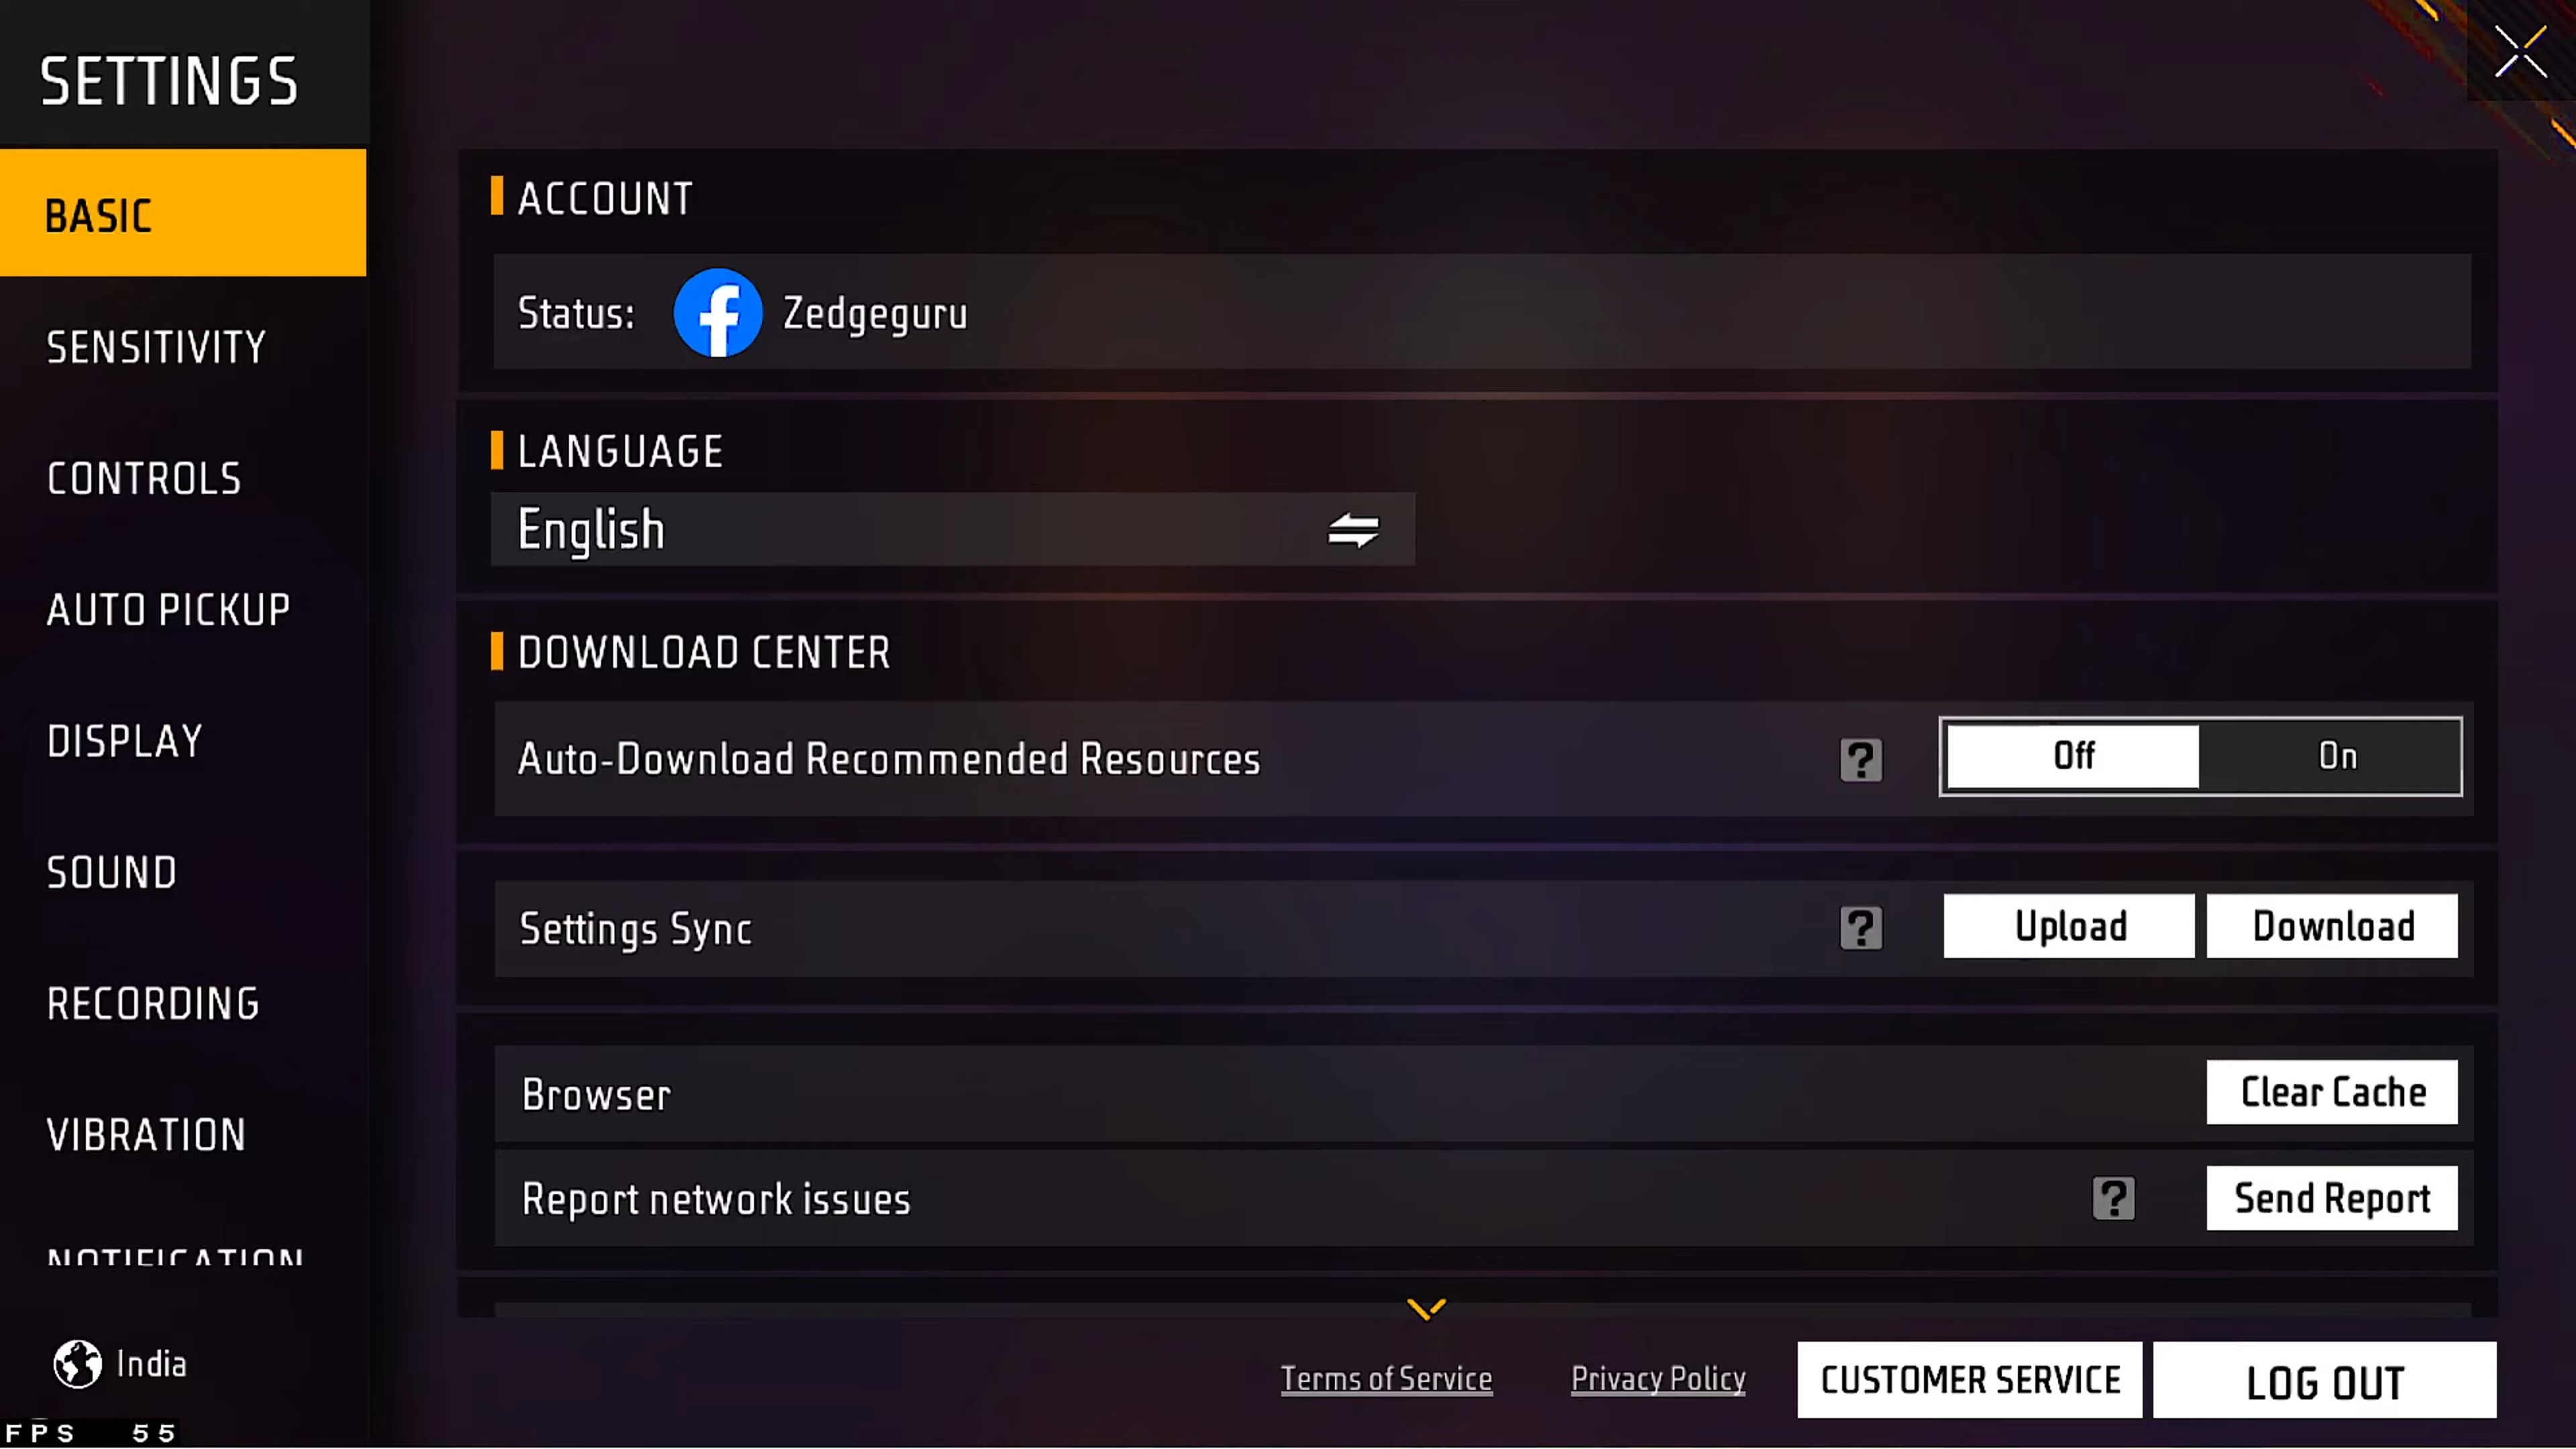 SETTINGS
BASIC
SENSITIVITY
CONTROLS
AUTO PICKUP
DISPLAY
SOUND
RECORDING
VIBRATION
NOTIFICATION
India
FPS 55
ACCOUNT
Status: Zedgeguru
LANGUAGE
English
DOWNLOAD CENTER
Auto-Download Recommended Resources ? Off On
Settings Sync ? Upload Download
Browser Clear Cache
Report network issues ? Send Report
Terms of Service Privacy Policy CUSTOMER SERVICE LOG OUT